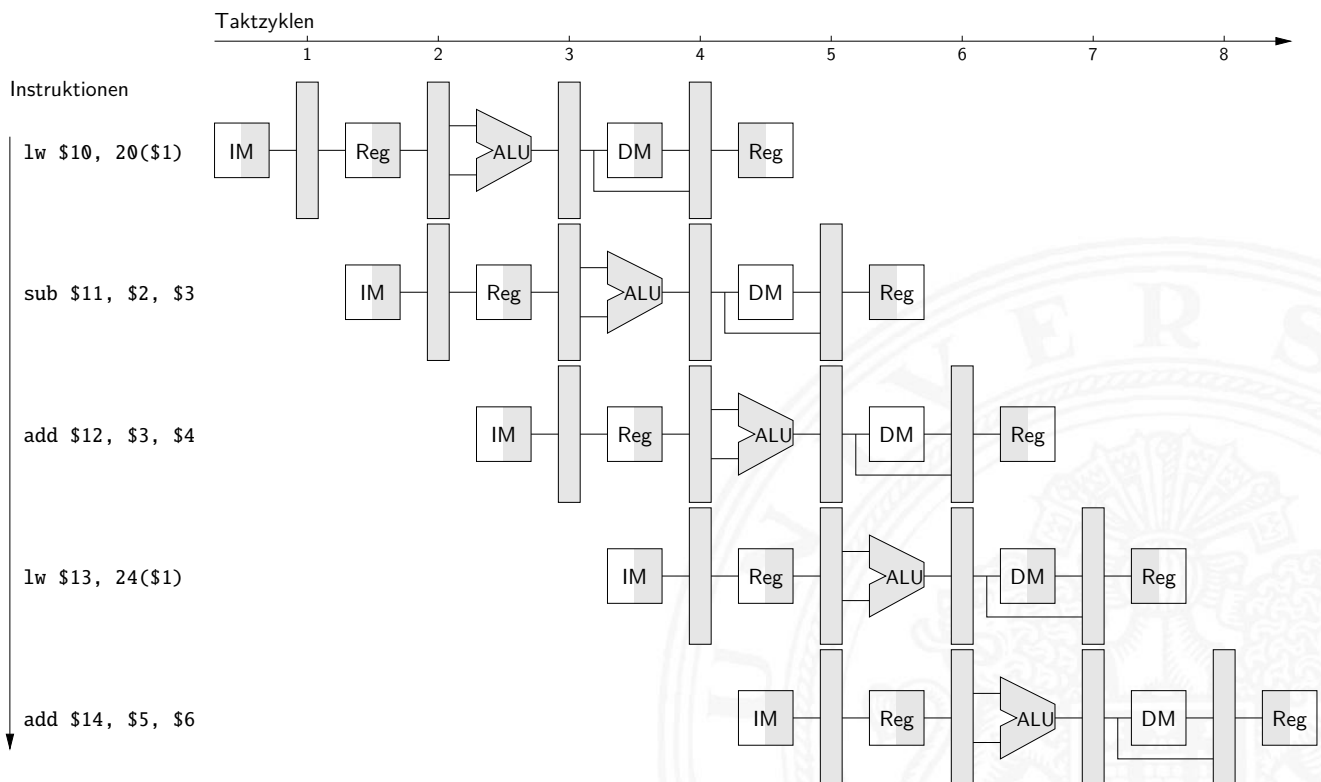 Taktzyklen
1 2 3 4 5 6 7 8
Instruktionen
lw $10, 20($1) IM Reg ALU DM Reg
sub $11, $2, $3 IM Reg ALU DM Reg
add $12, $3, $4 IM Reg ALU DM Reg
lw $13, 24($1) IM Reg ALU DM Reg
add $14, $5, $6 IM Reg ALU DM Reg